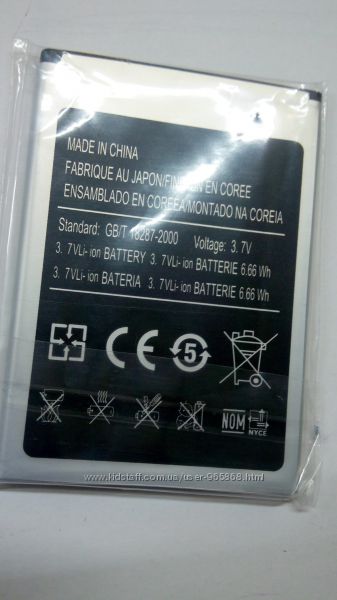 MADE IN CHINA
FABRIQUE AU JAPON/FINI EN EN COREE
ENSAMBLADO EN COREEA/MONTADO NA COREIA
Standard: GB/T 18287-2000 Voltage: 3.7V
3. 7VLi- ion BATTERY 3. 7VLi- ion BATTERIE 6.66 Wh
3. 7VLi- ion BATERIA 3. 7VLi- ion BATTERIE 6.66 Wh
CE 5
NOM NYCE
www.kidstaff.com.ua/user-965868.html